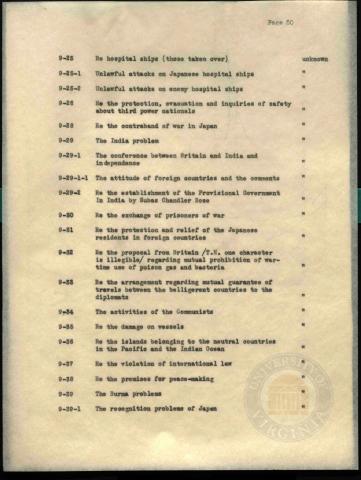 Page 50
9-25 Re hospital ships (those taken over) unknown
9-25-1 Unlawful attacks on Japanese hospital ships "
9-25-2 Unlawful attacks on enemy hospital ships "
9-26 Re the protection, evacuation and inquiries of safety
about third power nationals "
9-28 Re the contraband of war in Japan "
9-29 The India problem "
9-29-1 The conference between Britain and India and
independence "
9-29-1-1 The attitude of foreign countries and the comments "
9-29-2 Re the establishment of the Provisional Government
In India by Subas Chandler Bose "
9-30 Re the exchange of prisoners of war "
9-31 Re the protection and relief of the Japanese
residents in foreign countries "
9-32 Re the proposal from Britain /T.N. one character
is illegible/ regarding mutual prohibition of war-
time use of poison gas and bacteria "
9-33 Re the arrangement regarding mutual guarantee of
travels between the belligerent countries to the
diplomats "
9-34 The activities of the Communists "
9-35 Re the damage on vessels "
9-36 Re the islands belonging to the neutral countries
in the Pacific and the Indian Ocean "
9-37 Re the violation of international law "
9-38 Re the premises for peace-making "
9-39 The Burma problems "
9-39-1 The recognition problems of Japan "
UNIVERSITY OF VIRGINIA